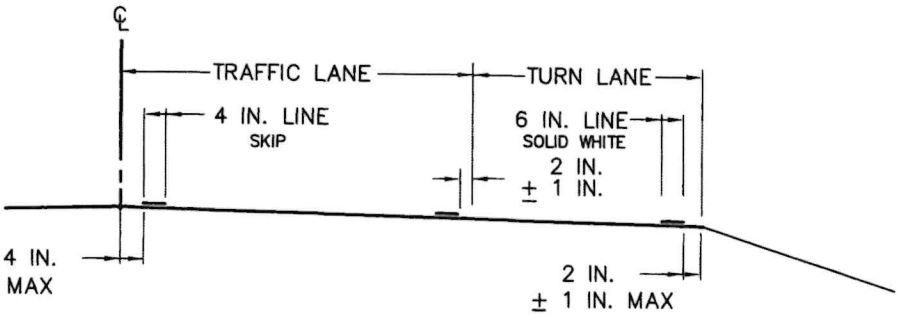 ℄
TRAFFIC LANE
TURN LANE
4 IN. LINE
SKIP
6 IN. LINE
SOLID WHITE
2 IN.
± 1 IN.
4 IN.
MAX
2 IN.
± 1 IN. MAX